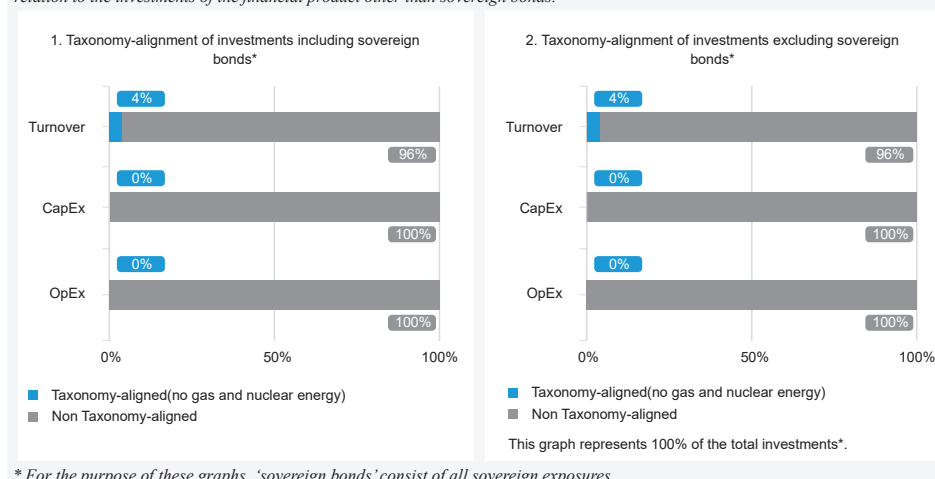 relation to the investments of the financial product other than sovereign bonds.
1. Taxonomy-alignment of investments including sovereign
bonds*
4%
Turnover
96%
0%
CapEx
100%
0%
OpEx
100%
0%
50%
100%
Taxonomy-aligned(no gas and nuclear energy)
Non Taxonomy-aligned
2. Taxonomy-alignment of investments excluding sovereign
bonds*
4%
Turnover
96%
0%
CapEx
100%
0%
OpEx
100%
0%
50%
100%
Taxonomy-aligned(no gas and nuclear energy)
Non Taxonomy-aligned
This graph represents 100% of the total investments*.
* For the purpose of these graphs, ‘sovereign bonds’ consist of all sovereign exposures